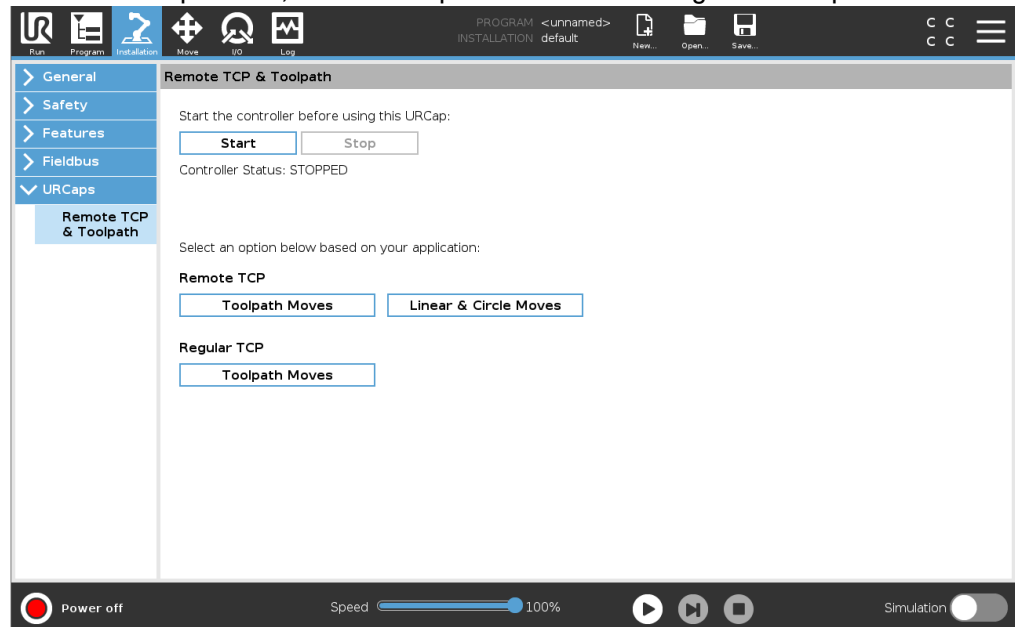 PROGRAM <unnamed>
INSTALLATION default
UR
Run Program Installation Move I/O Log New... Open... Save...
C C
C C
General
Safety
Features
Fieldbus
URCaps
Remote TCP
& Toolpath
Remote TCP & Toolpath
Start the controller before using this URCap:
Start Stop
Controller Status: STOPPED
Select an option below based on your application:
Remote TCP
Toolpath Moves Linear & Circle Moves
Regular TCP
Toolpath Moves
Power off Speed 100% Simulation